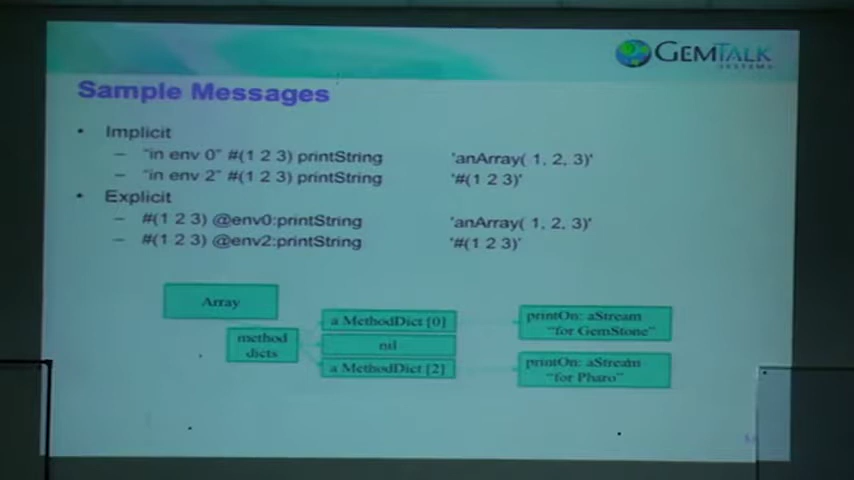 GEMTALK
SYSTEMS
Sample Messages
• Implicit
– "in env 0" #(1 2 3) printString 'anArray( 1, 2, 3)'
– "in env 2" #(1 2 3) printString '#(1 2 3)'
• Explicit
– #(1 2 3) @env0:printString 'anArray( 1, 2, 3)'
– #(1 2 3) @env2:printString '#(1 2 3)'
Array
method
dicts
a MethodDict [0]
nil
a MethodDict [2]
printOn: aStream
"for GemStone"
printOn: aStream
"for Pharo"